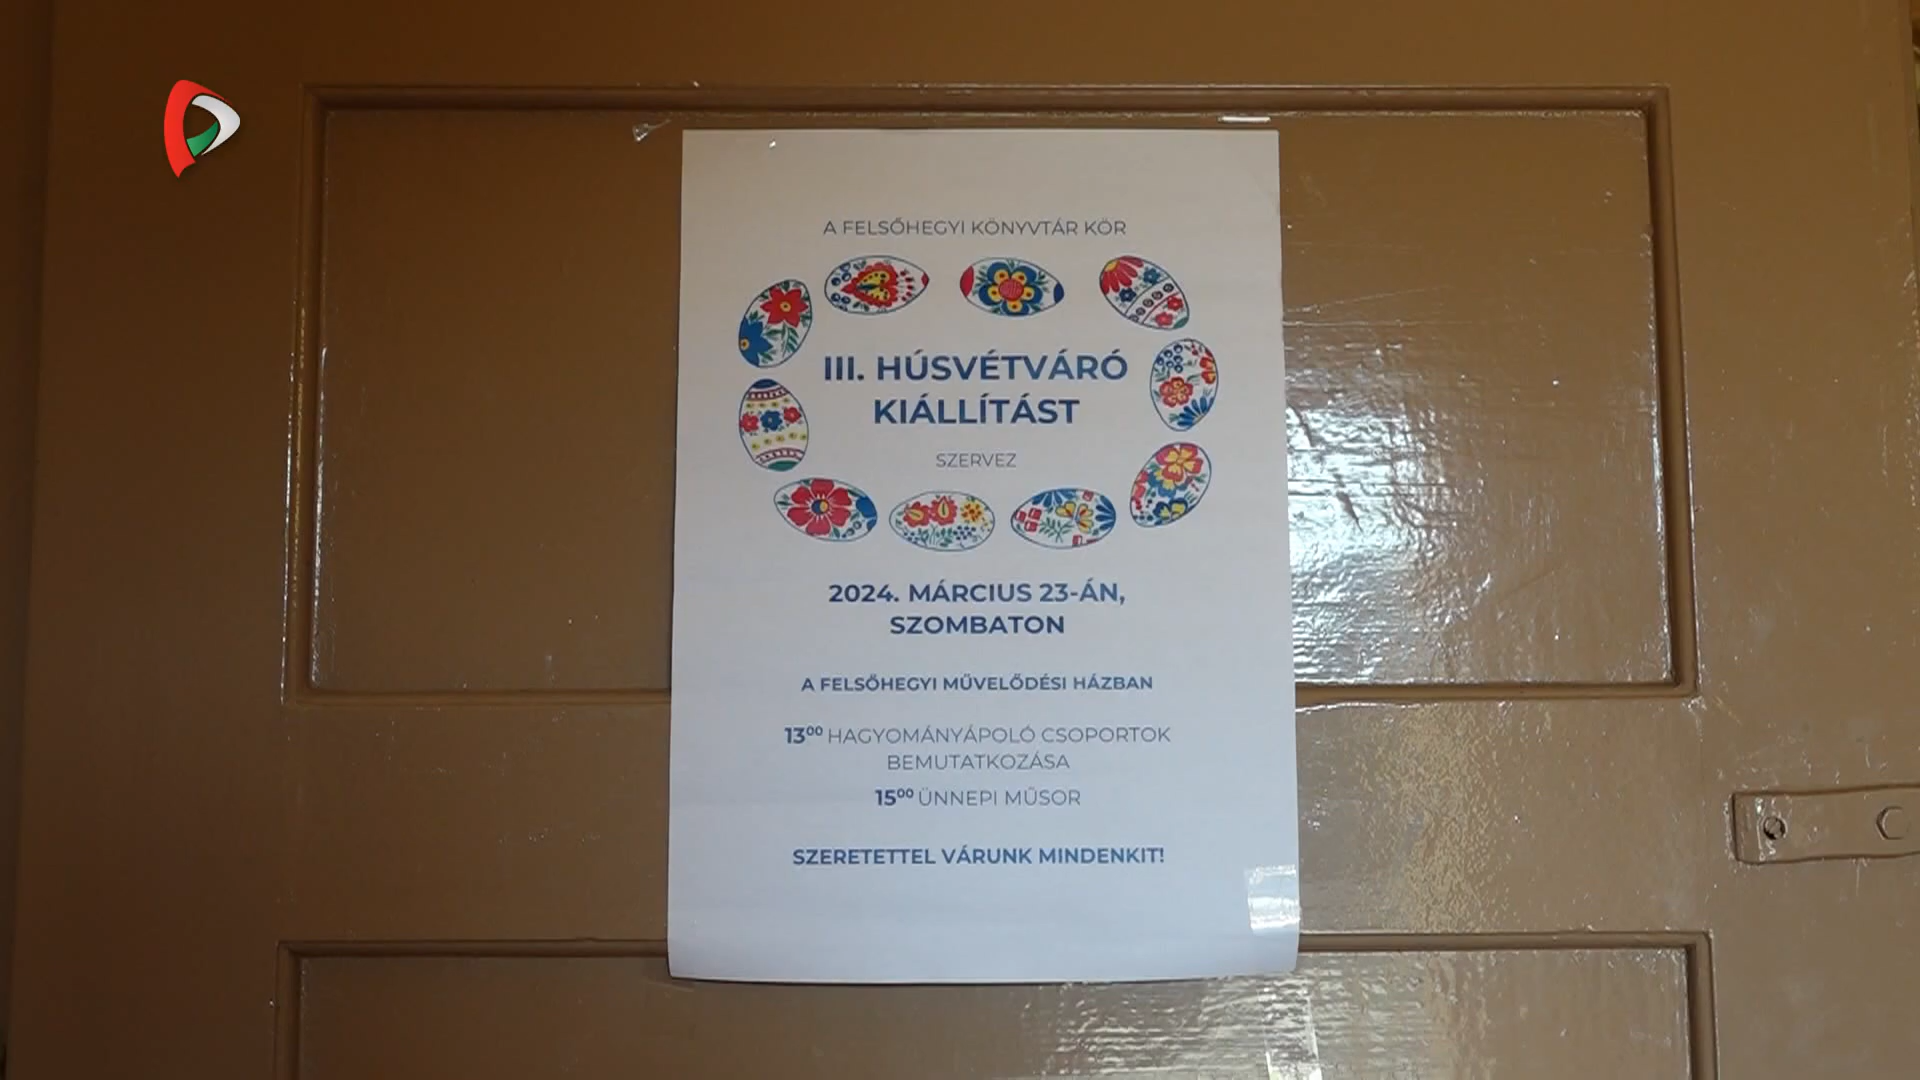 A FELSŐHEGYI KÖNYVTÁR KÖR
III. HÚSVÉTVÁRÓ
KIÁLLÍTÁST
SZERVEZ
2024. MÁRCIUS 23-ÁN,
SZOMBATON
A FELSŐHEGYI MŰVELŐDÉSI HÁZBAN
13⁰⁰ HAGYOMÁNYÁPOLÓ CSOPORTOK
BEMUTATKOZÁSA
15⁰⁰ ÜNNEPI MŰSOR
SZERETETTEL VÁRUNK MINDENKIT!